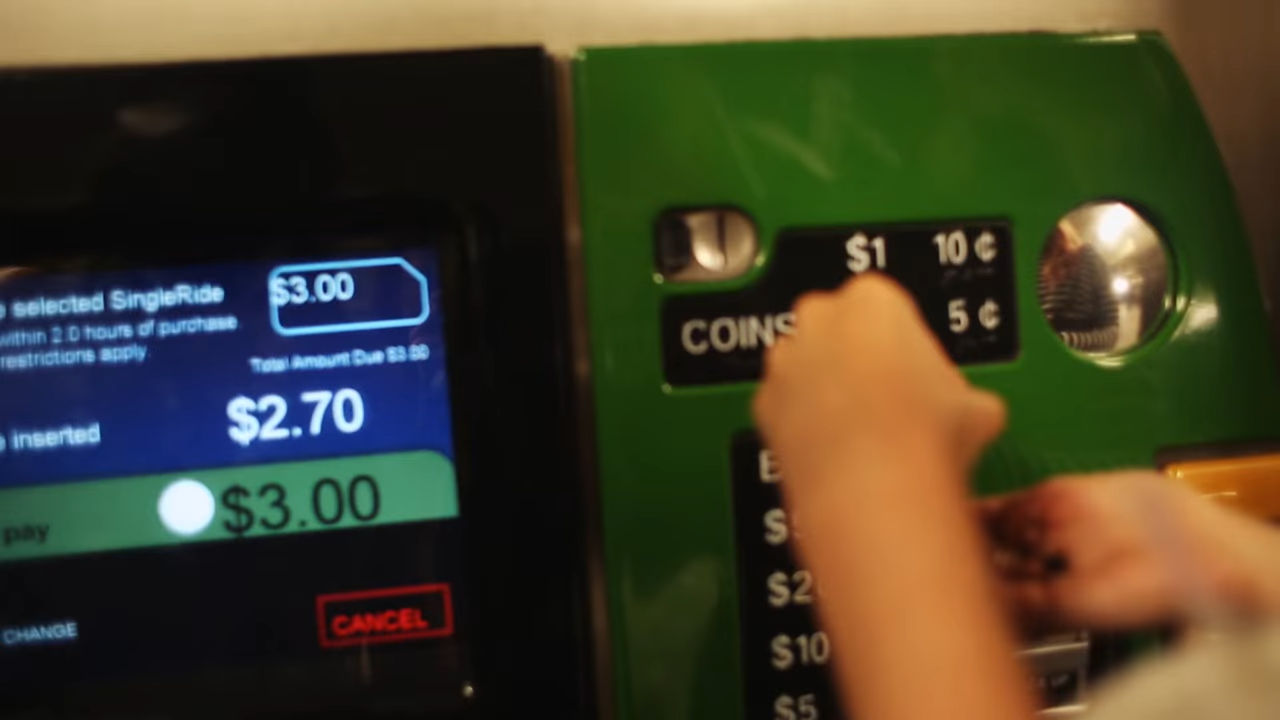 selected SingleRide $3.00
within 2.0 hours of purchase.
restrictions apply.
Total Amount Due $3.00
inserted $2.70
pay $3.00
CHANGE
CANCEL
$1 10 ¢
COINS 5 ¢
$10
$5